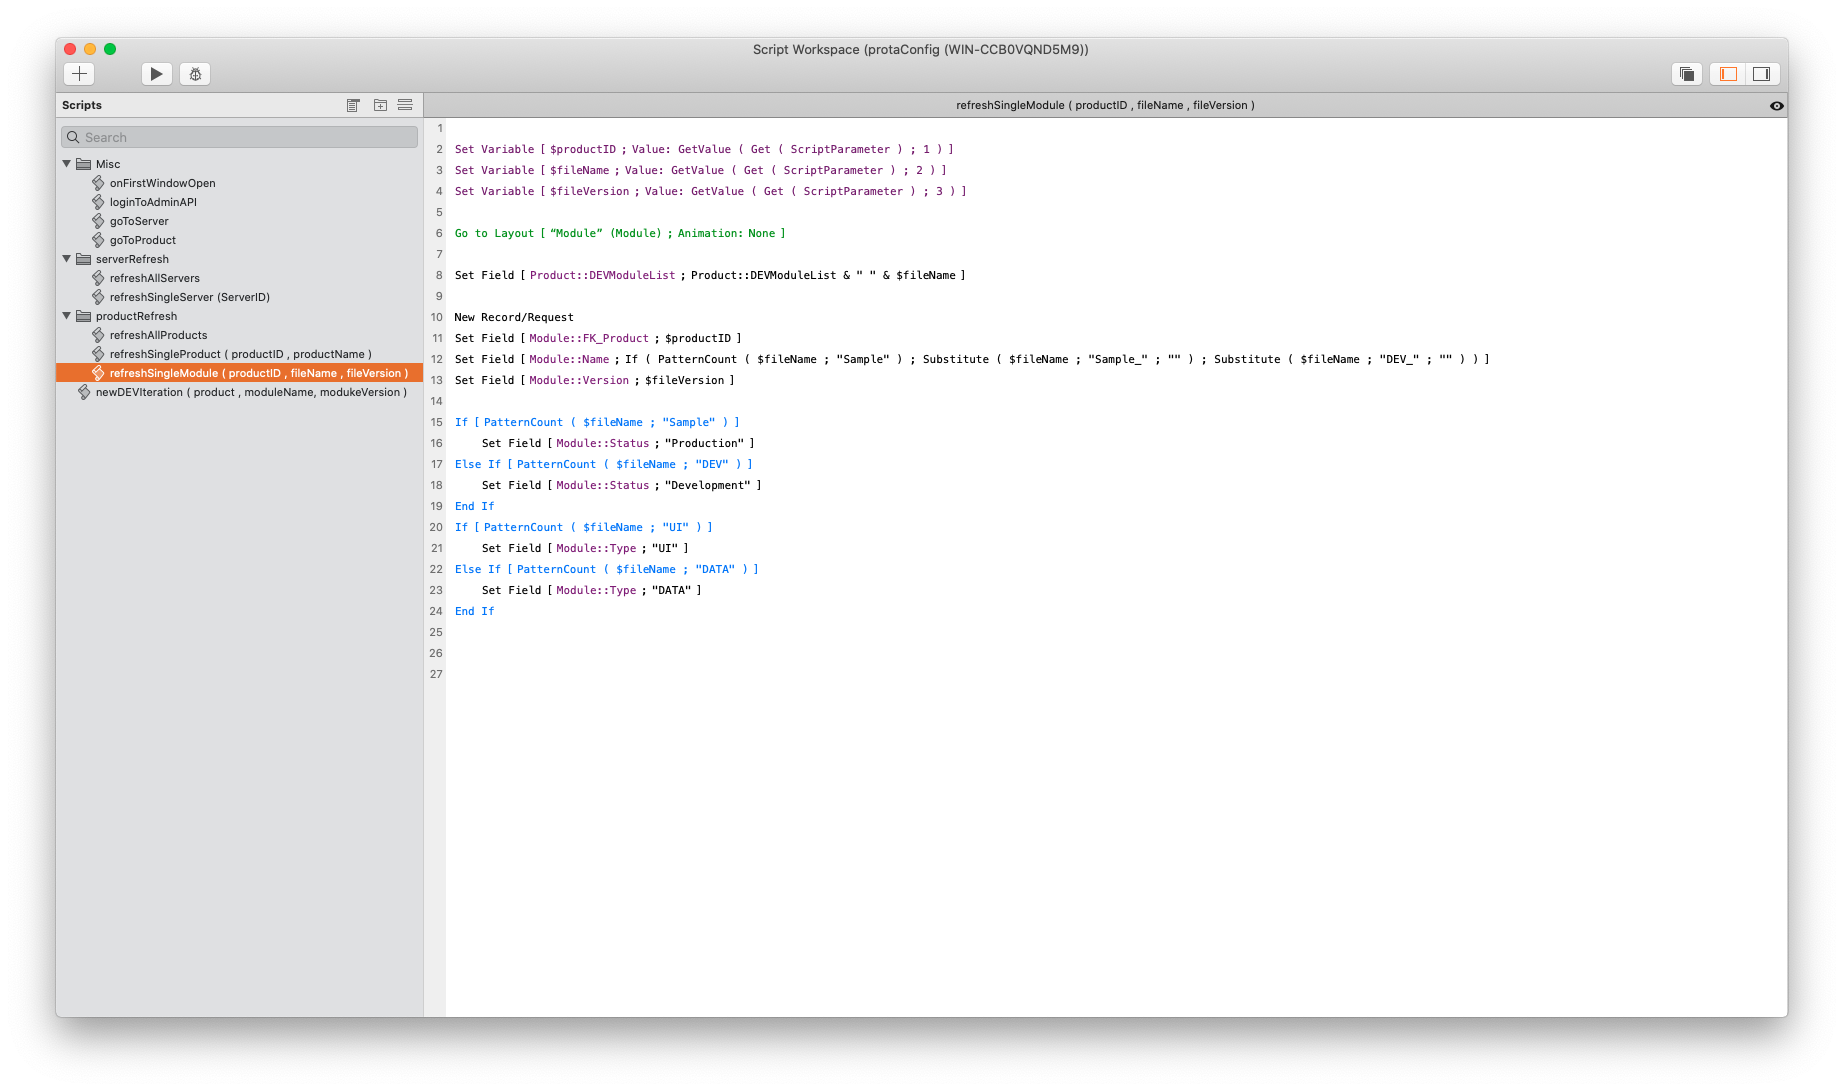 Script Workspace (protaConfig (WIN-CCB0VQND5M9))
Scripts
refreshSingleModule ( productID , fileName , fileVersion )
Search
Misc
onFirstWindowOpen
loginToAdminAPI
goToServer
goToProduct
serverRefresh
refreshAllServers
refreshSingleServer (ServerID)
productRefresh
refreshAllProducts
refreshSingleProduct ( productID , productName )
refreshSingleModule ( productID , fileName , fileVersion )
newDEVIteration ( product , moduleName, modukeVersion )
1
2 Set Variable [ $productID ; Value: GetValue ( Get ( ScriptParameter ) ; 1 ) ]
3 Set Variable [ $fileName ; Value: GetValue ( Get ( ScriptParameter ) ; 2 ) ]
4 Set Variable [ $fileVersion ; Value: GetValue ( Get ( ScriptParameter ) ; 3 ) ]
5
6 Go to Layout [ “Module” (Module) ; Animation: None ]
7
8 Set Field [ Product::DEVModuleList ; Product::DEVModuleList & " " & $fileName ]
9
10 New Record/Request
11 Set Field [ Module::FK_Product ; $productID ]
12 Set Field [ Module::Name ; If ( PatternCount ( $fileName ; "Sample" ) ; Substitute ( $fileName ; "Sample_" ; "" ) ; Substitute ( $fileName ; "DEV_" ; "" ) ) ]
13 Set Field [ Module::Version ; $fileVersion ]
14
15 If [ PatternCount ( $fileName ; "Sample" ) ]
16 Set Field [ Module::Status ; "Production" ]
17 Else If [ PatternCount ( $fileName ; "DEV" ) ]
18 Set Field [ Module::Status ; "Development" ]
19 End If
20 If [ PatternCount ( $fileName ; "UI" ) ]
21 Set Field [ Module::Type ; "UI" ]
22 Else If [ PatternCount ( $fileName ; "DATA" ) ]
23 Set Field [ Module::Type ; "DATA" ]
24 End If
25
26
27